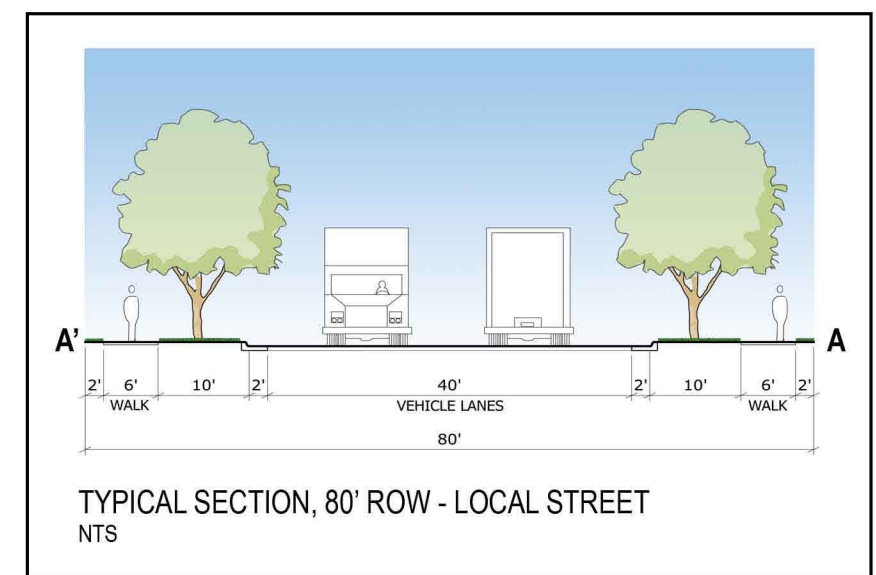 A' A
2' 6' 10' 2' 40' 2' 10' 6' 2'
WALK VEHICLE LANES WALK
80'
TYPICAL SECTION, 80' ROW - LOCAL STREET
NTS